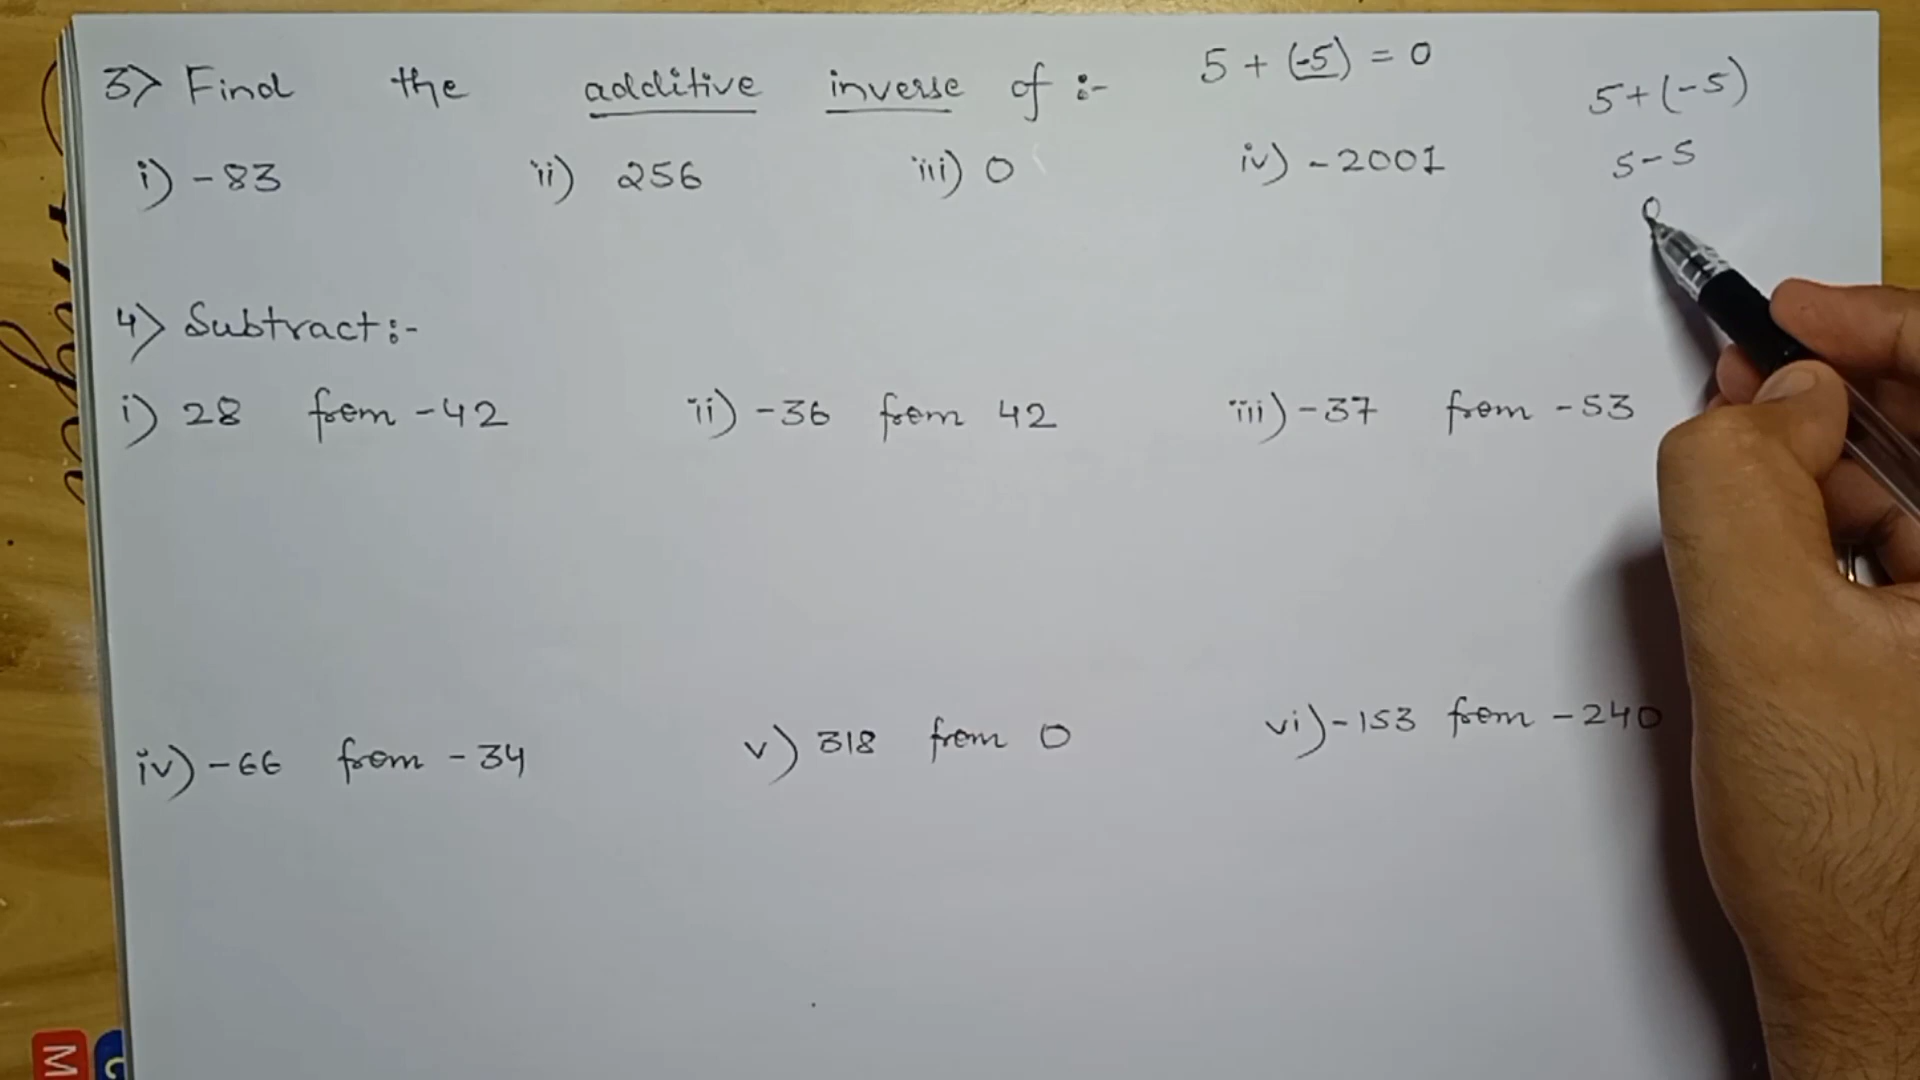 3) Find the additive inverse of :- 5 + (-5) = 0
5+(-5)
i) -83 ii) 256 iii) 0 iv) -2001
5-5
0
4) Subtract :-
i) 28 from -42 ii) -36 from 42 iii) -37 from -53
iv) -66 from -34 v) 318 from 0 vi) -153 from -240
M